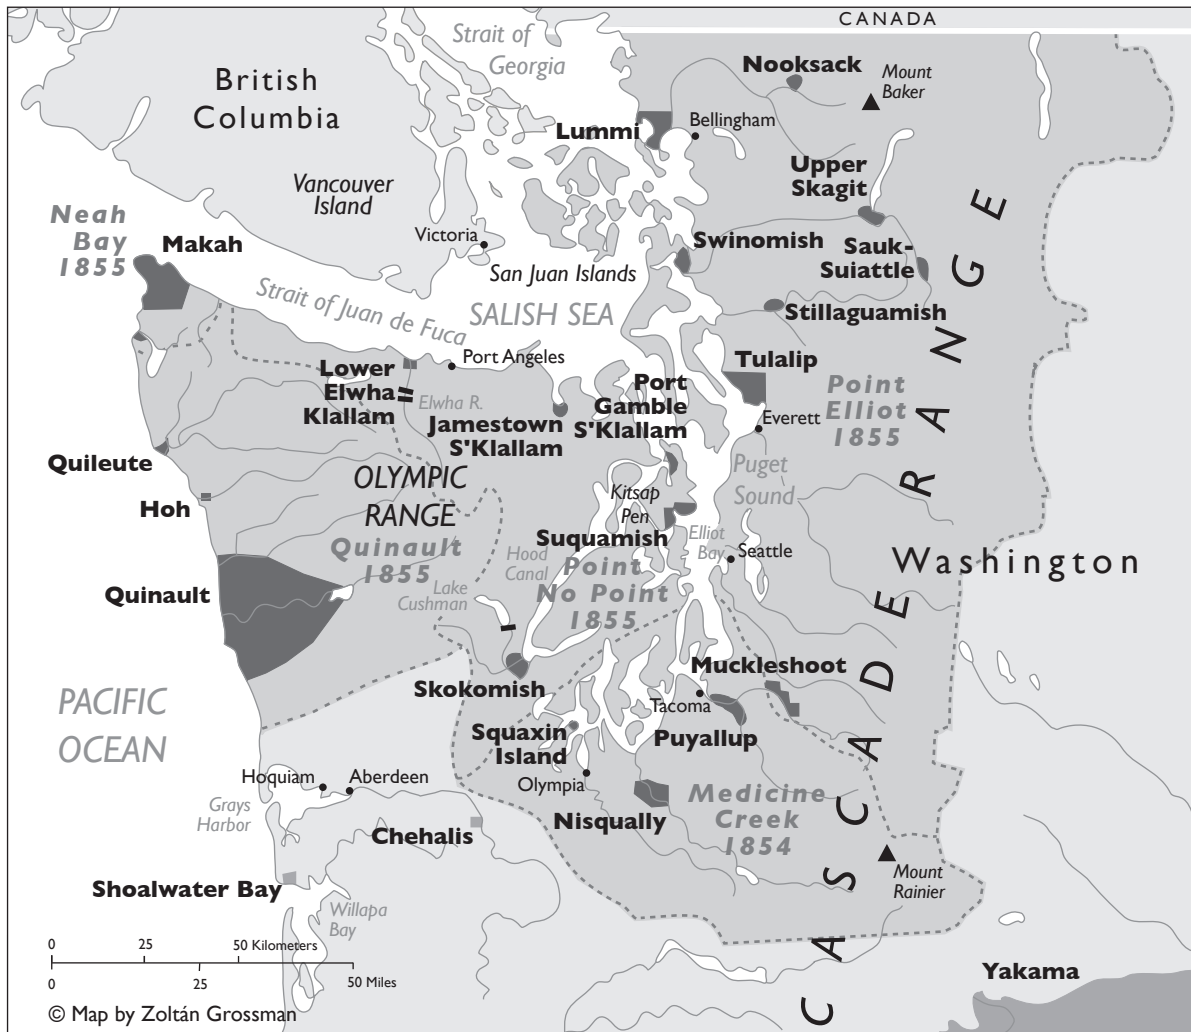 CANADA
Strait of
Georgia
British
Columbia
Nooksack
Mount
Baker
Lummi
Bellingham
Upper
Skagit
Vancouver
Island
Neah
Bay
1855
Makah
Victoria
San Juan Islands
Swinomish
Sauk-
Suiattle
Strait of Juan de Fuca
SALISH SEA
Stillaguamish
Port Angeles
Lower
Elwha
Klallam
Elwha R.
Jamestown
S'Klallam
Port
Gamble
S'Klallam
Tulalip
Point
Elliot
1855
Everett
Puget
Sound
Quileute
Hoh
OLYMPIC
RANGE
Quinault
1855
Kitsap
Pen
Suquamish
Elliot
Bay
Seattle
Hood
Canal
Point
No Point
1855
Washington
Quinault
Lake
Cushman
CASCADE RANGE
Skokomish
Muckleshoot
Tacoma
PACIFIC
OCEAN
Squaxin
Island
Puyallup
Olympia
Hoquiam
Aberdeen
Grays
Harbor
Chehalis
Nisqually
Medicine
Creek
1854
Mount
Rainier
Shoalwater Bay
Willapa
Bay
Yakama
0 25 50 Kilometers
0 25 50 Miles
© Map by Zoltán Grossman